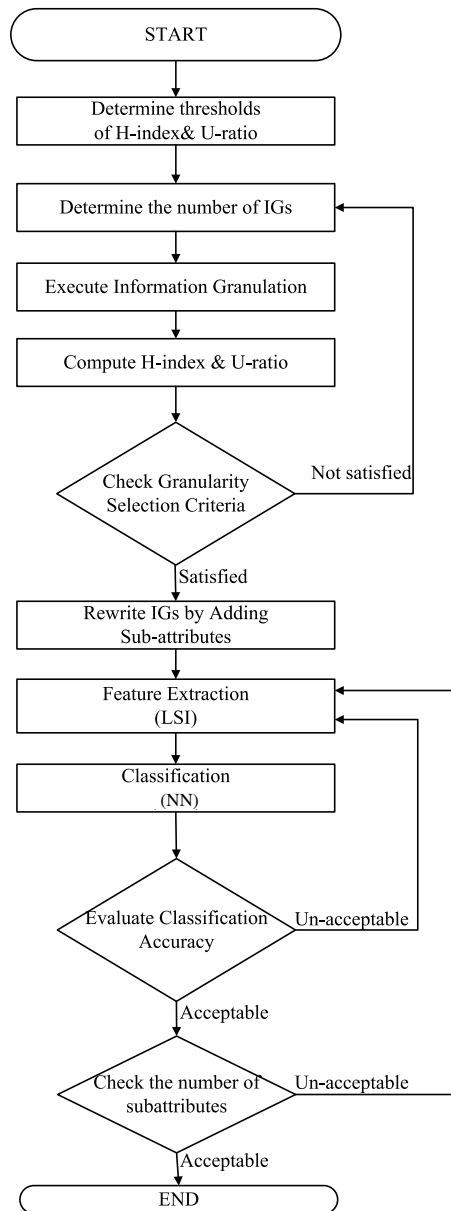 START
Determine thresholds
of H-index& U-ratio
Determine the number of IGs
Execute Information Granulation
Compute H-index & U-ratio
Check Granularity
Selection Criteria
Not satisfied
Satisfied
Rewrite IGs by Adding
Sub-attributes
Feature Extraction
(LSI)
Classification
(NN)
Evaluate Classification
Accuracy
Un-acceptable
Acceptable
Check the number of
subattributes
Un-acceptable
Acceptable
END